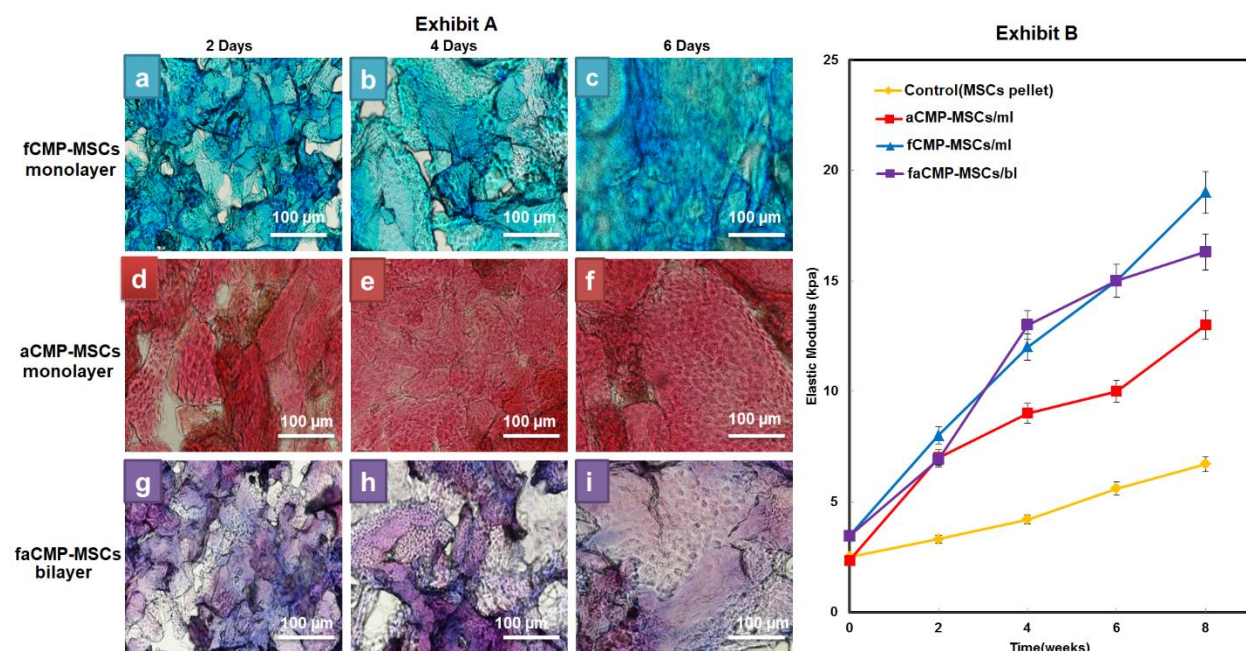 Exhibit A
2 Days
4 Days
6 Days
fCMP-MSCs
monolayer
a
100 µm
b
100 µm
c
100 µm
aCMP-MSCs
monolayer
d
100 µm
e
100 µm
f
100 µm
faCMP-MSCs
bilayer
g
100 µm
h
100 µm
i
100 µm
Exhibit B
Control(MSCs pellet)
aCMP-MSCs/ml
fCMP-MSCs/ml
faCMP-MSCs/bl
Elastic Modulus (kpa)
25
20
15
10
5
0
0
2
4
6
8
Time(weeks)